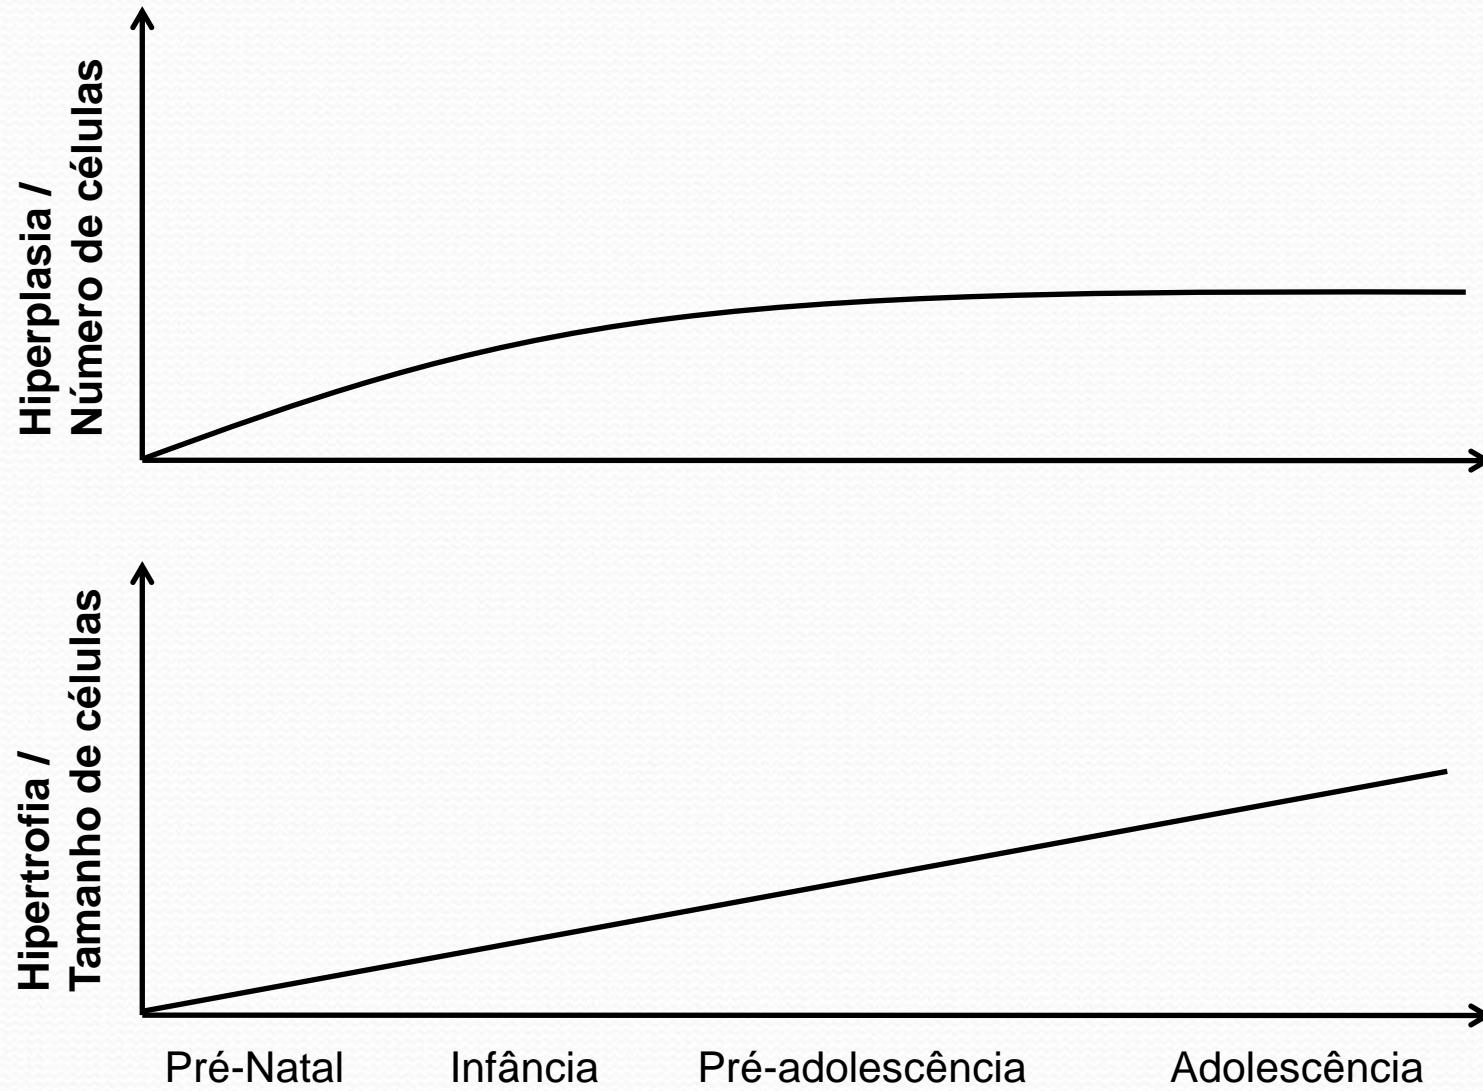 Hiperplasia /
Número de células
Hipertrofia /
Tamanho de células
Pré-Natal
Infância
Pré-adolescência
Adolescência